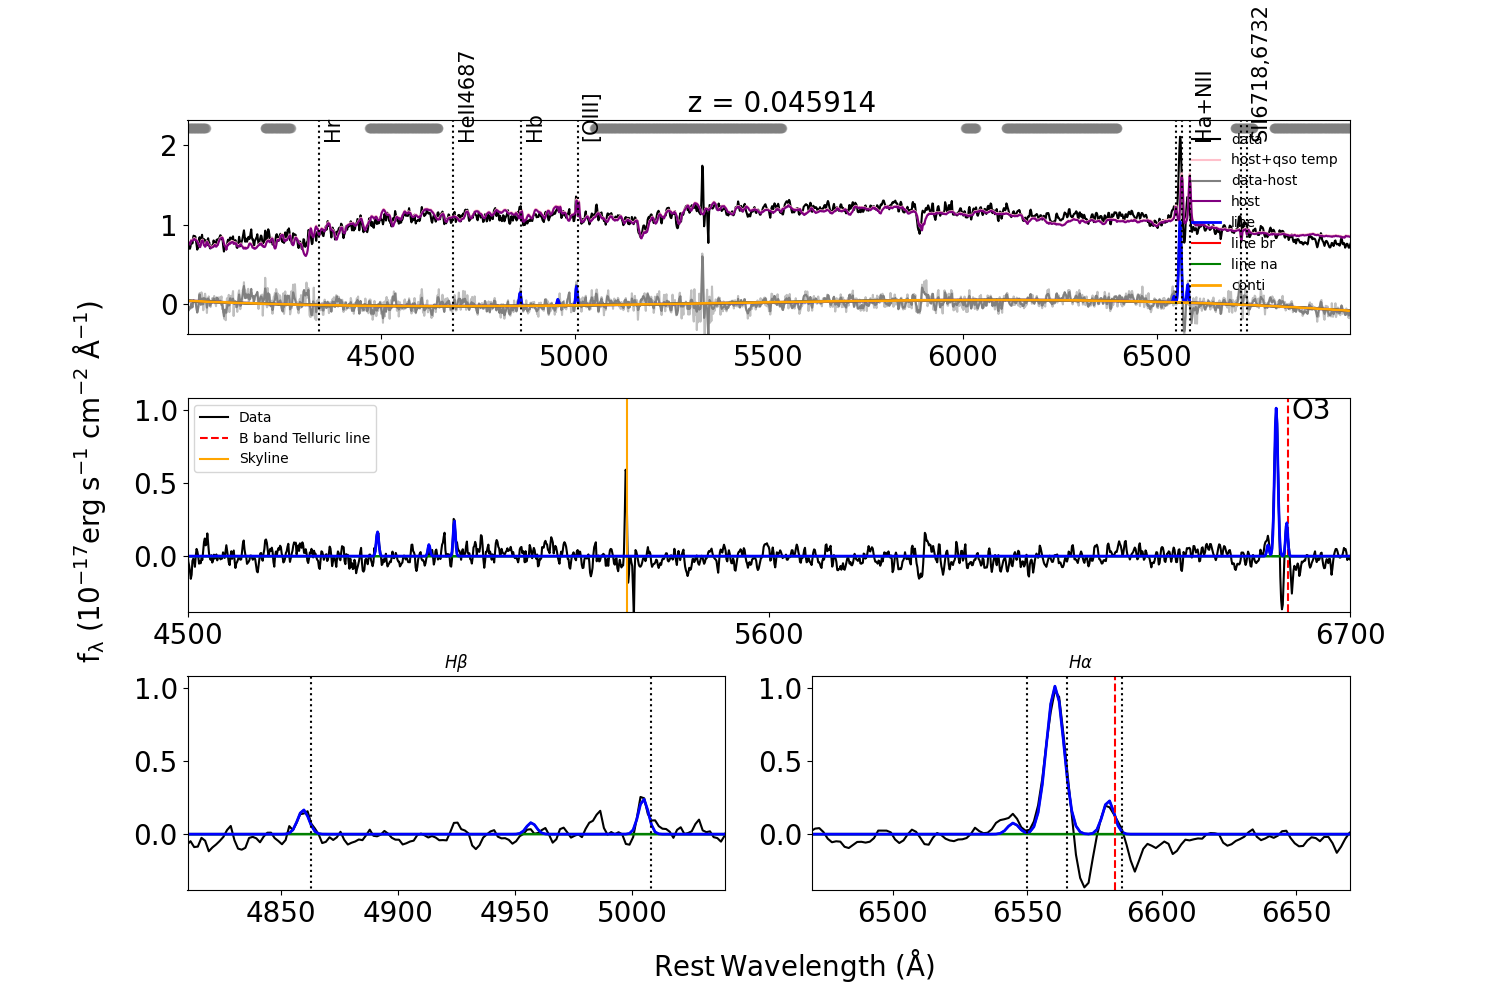 z = 0.045914
Hr
HeII4687
Hb
[OIII]
Ha+NII
SII6718,6732
data
host+qso temp
data-host
host
line
line br
line na
conti
2
1
0
4500 5000 5500 6000 6500
Data
B band Telluric line
Skyline
O3
1.0
0.5
0.0
4500 5600 6700
fλ (10⁻¹⁷erg s⁻¹ cm⁻² Å⁻¹)
Hβ
1.0
0.5
0.0
4850 4900 4950 5000
Hα
1.0
0.5
0.0
6500 6550 6600 6650
Rest Wavelength (Å)